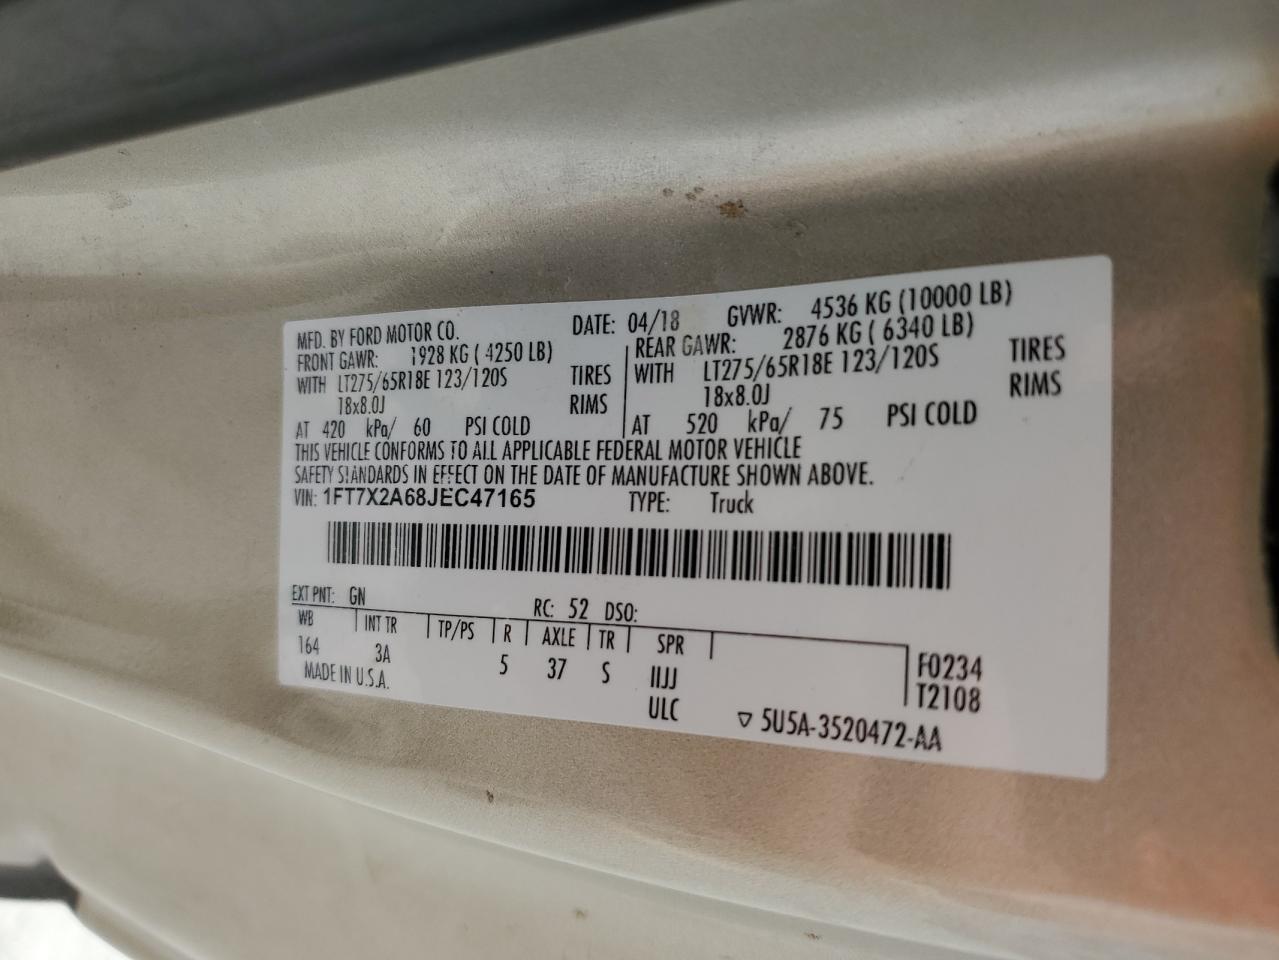 MFD. BY FORD MOTOR CO. DATE: 04/18 GVWR: 4536 KG (10000 LB)
FRONT GAWR: 1928 KG ( 4250 LB) REAR GAWR: 2876 KG ( 6340 LB)
WITH LT275/65R18E 123/120S TIRES WITH LT275/65R18E 123/120S TIRES
18x8.0J RIMS 18x8.0J RIMS
AT 420 kPa/ 60 PSI COLD AT 520 kPa/ 75 PSI COLD
THIS VEHICLE CONFORMS TO ALL APPLICABLE FEDERAL MOTOR VEHICLE
SAFETY STANDARDS IN EFFECT ON THE DATE OF MANUFACTURE SHOWN ABOVE.
VIN: 1FT7X2A68JEC47165 TYPE: Truck
EXT PNT: GN RC: 52 DSO:
WB INT TR TP/PS R AXLE TR SPR
164 3A 5 37 S IIJJ F0234
MADE IN U.S.A. ULC T2108
▽ 5U5A-3520472-AA